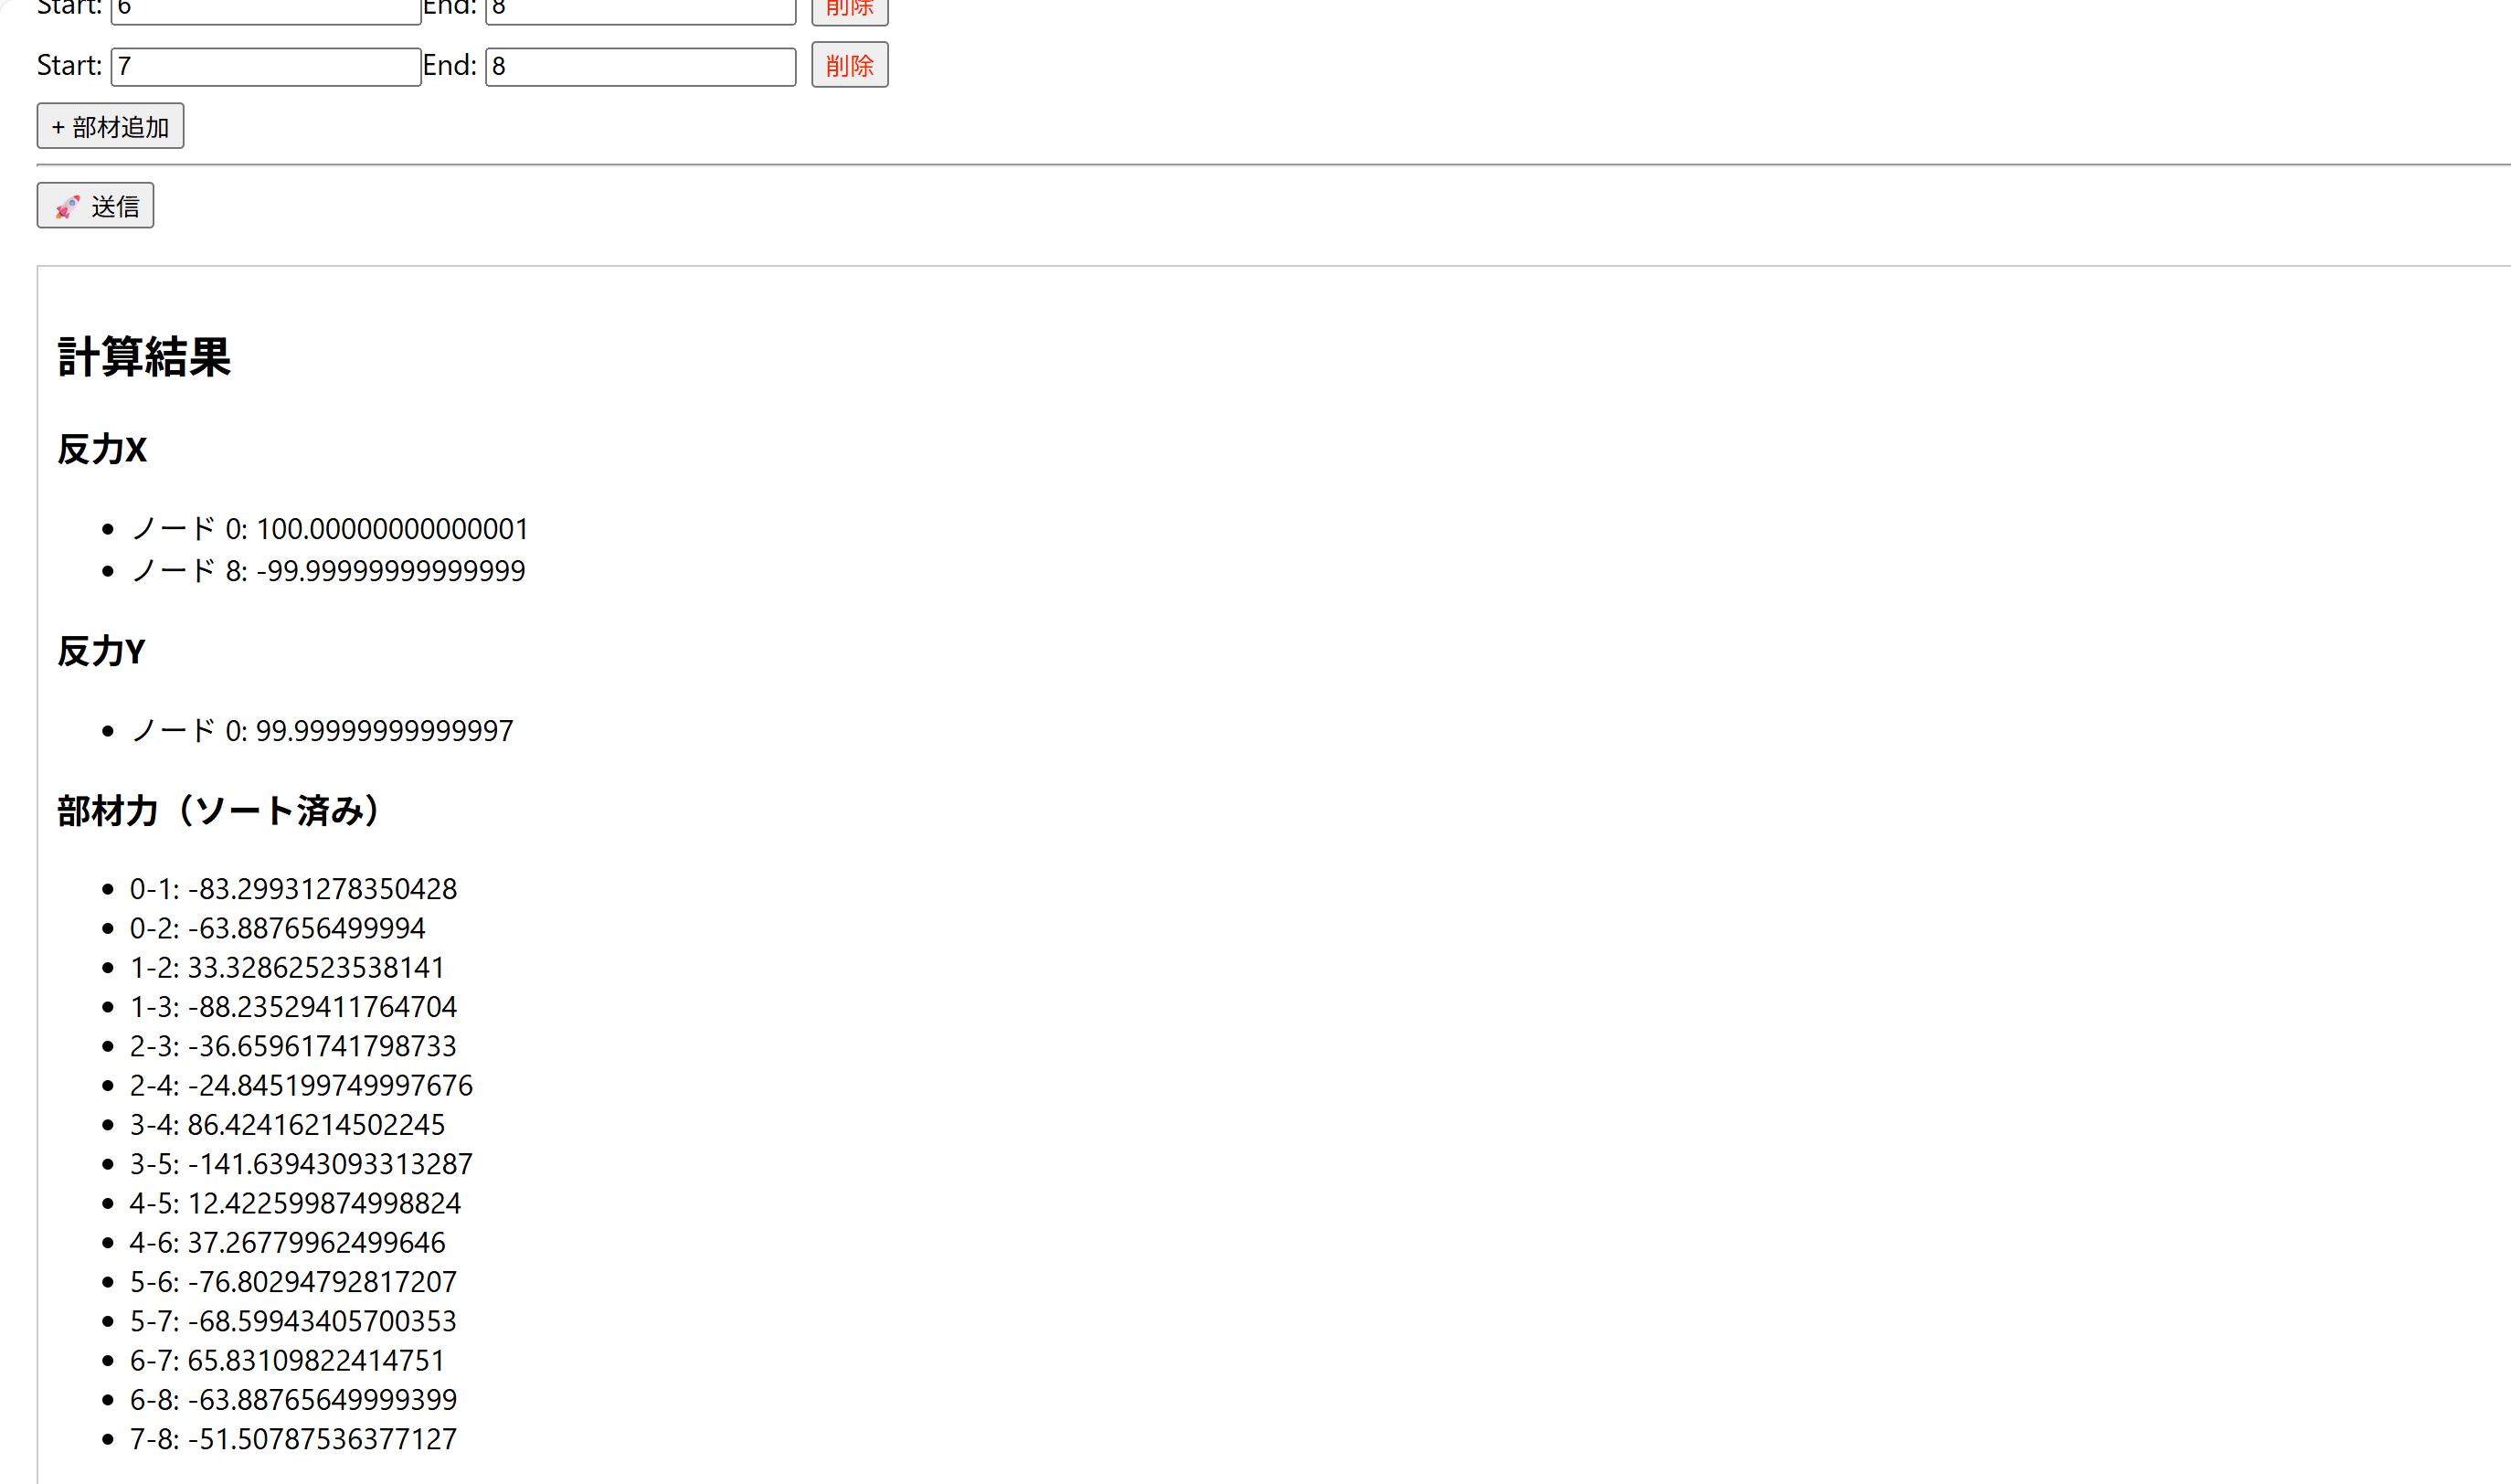 Start: 6 End: 8 削除
Start: 7 End: 8 削除
+ 部材追加
🚀 送信
計算結果
反力X
• ノード 0: 100.00000000000001
• ノード 8: -99.99999999999999
反力Y
• ノード 0: 99.99999999999997
部材力（ソート済み）
• 0-1: -83.29931278350428
• 0-2: -63.887656499994
• 1-2: 33.32862523538141
• 1-3: -88.23529411764704
• 2-3: -36.65961741798733
• 2-4: -24.845199749997676
• 3-4: 86.42416214502245
• 3-5: -141.63943093313287
• 4-5: 12.422599874998824
• 4-6: 37.26779962499646
• 5-6: -76.80294792817207
• 5-7: -68.59943405700353
• 6-7: 65.83109822414751
• 6-8: -63.88765649999399
• 7-8: -51.50787536377127